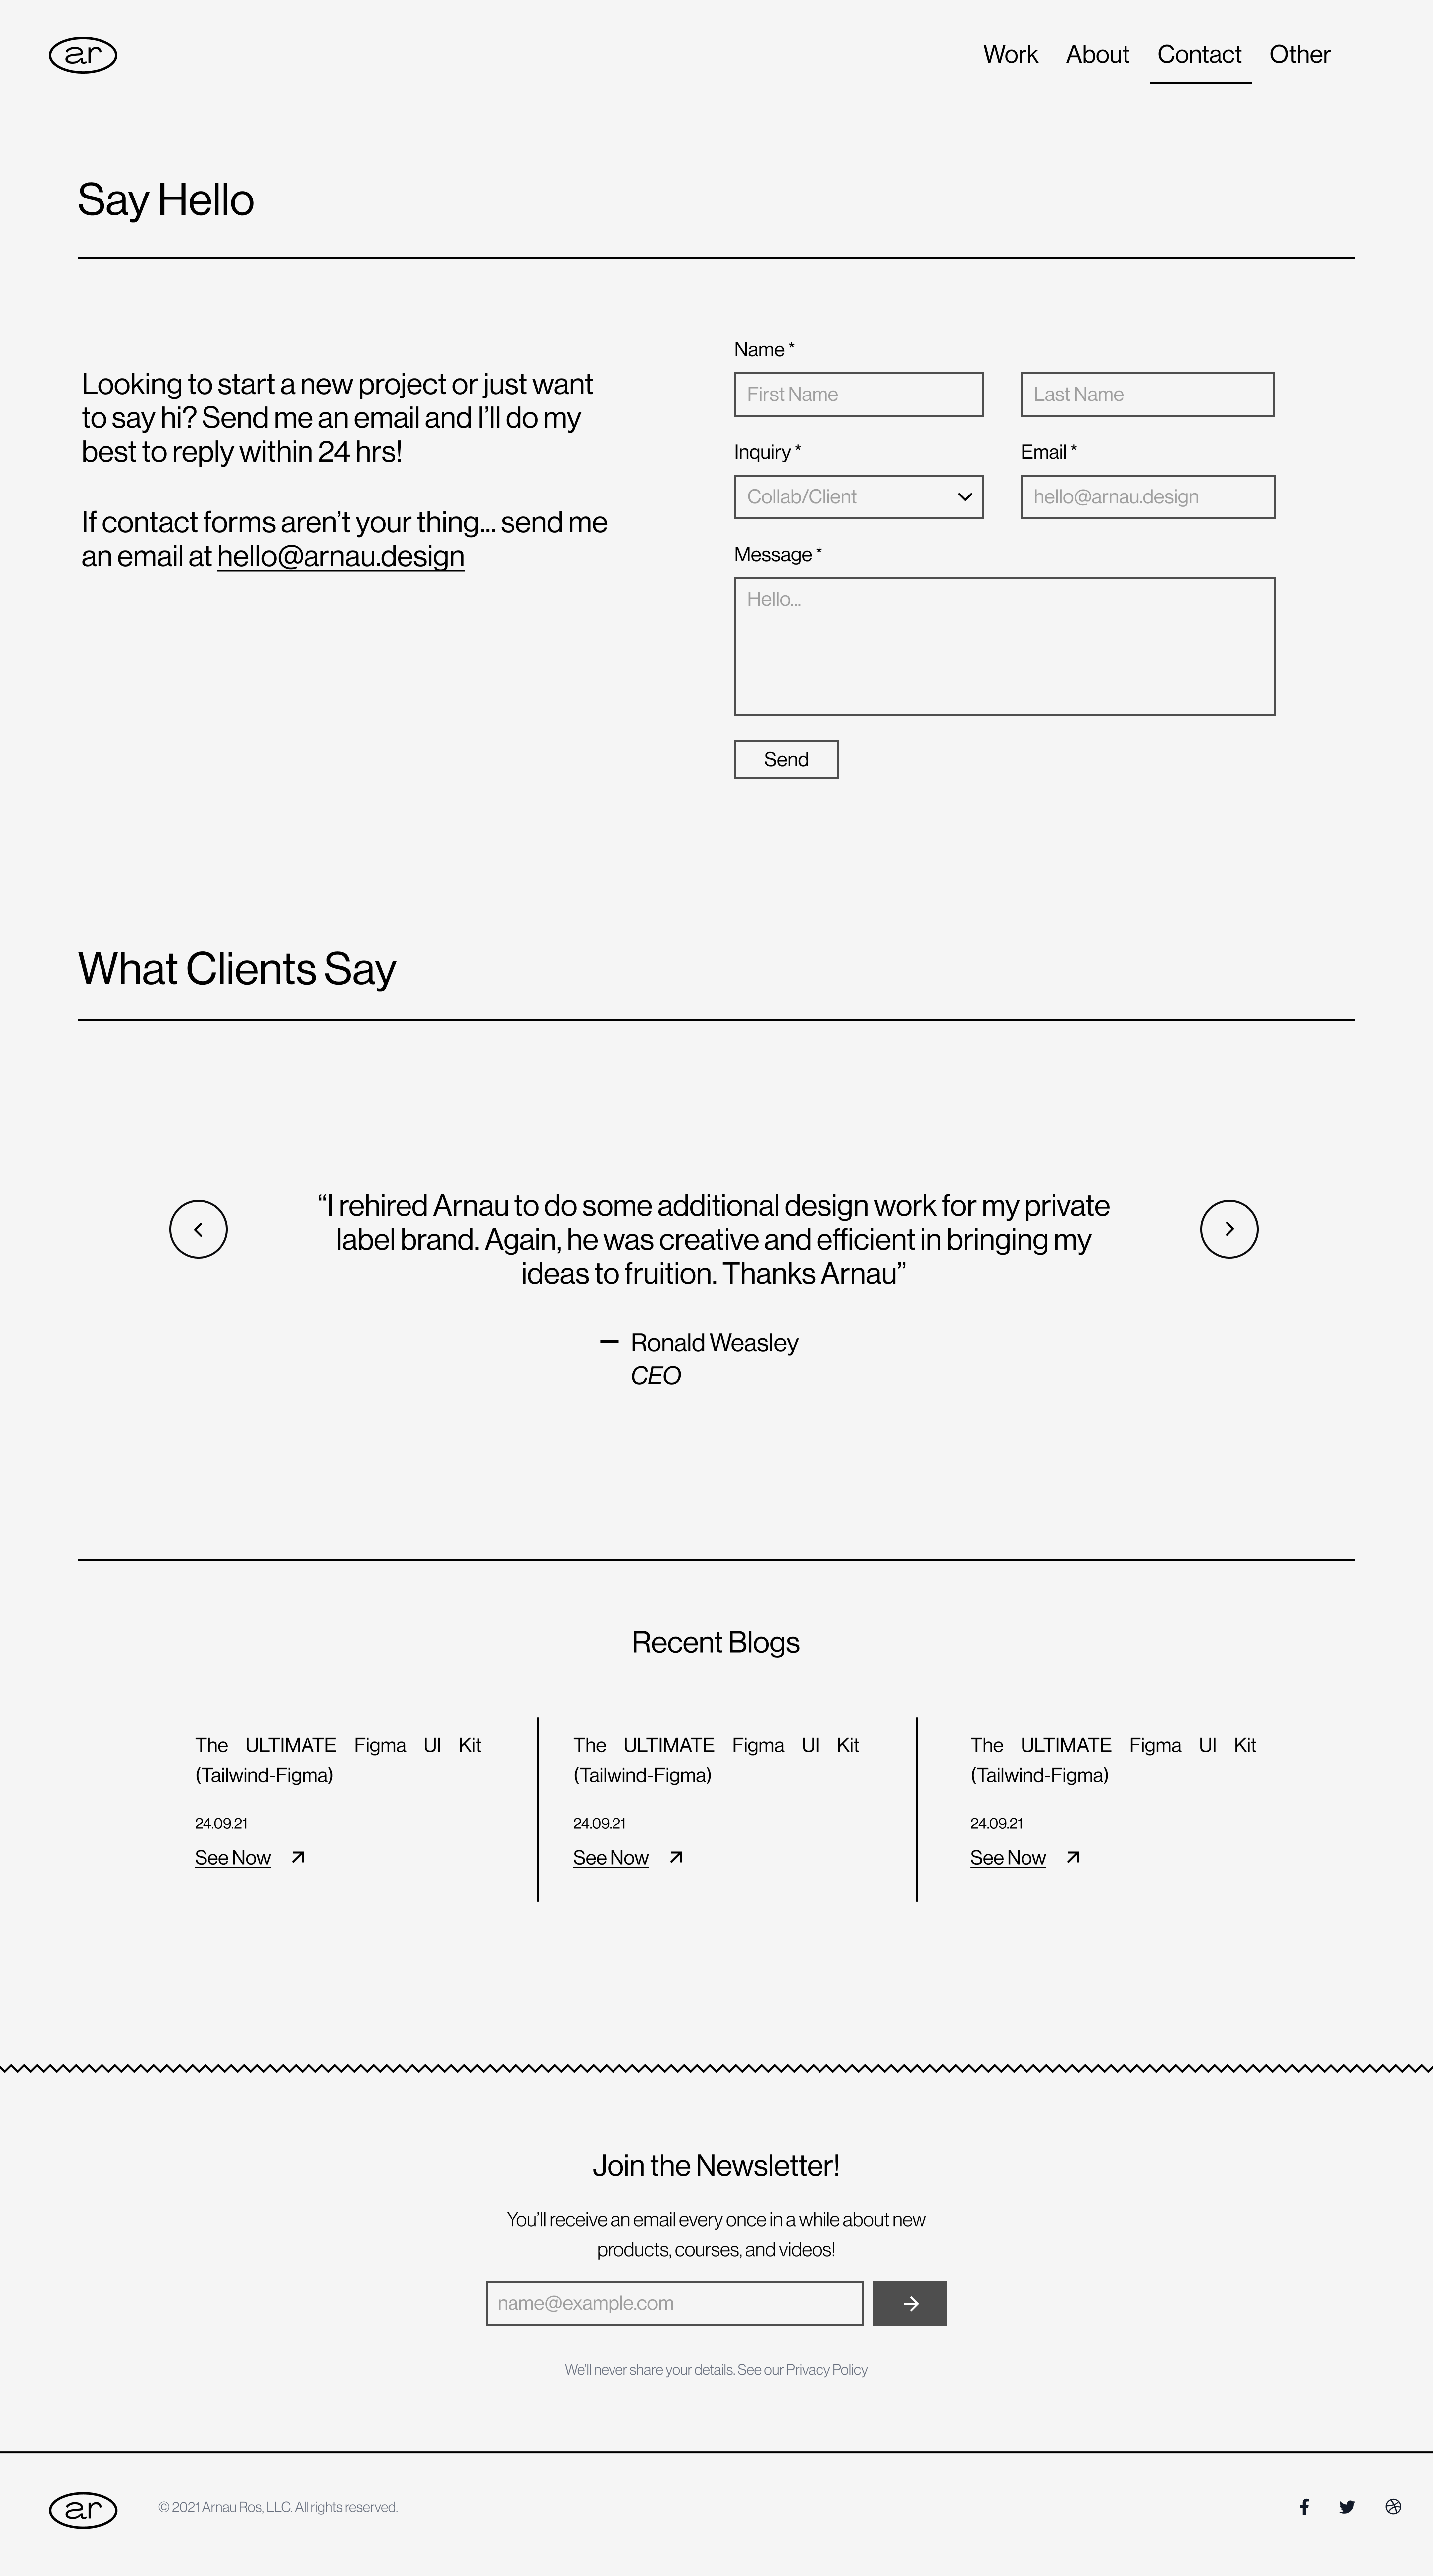 ar
Work About Contact Other
Say Hello
Name *
Looking to start a new project or just want
to say hi? Send me an email and I’ll do my
best to reply within 24 hrs!
If contact forms aren’t your thing... send me
an email at hello@arnau.design
First Name Last Name
Inquiry * Email *
Collab/Client hello@arnau.design
Message *
Hello...
Send
What Clients Say
“I rehired Arnau to do some additional design work for my private
label brand. Again, he was creative and efficient in bringing my
ideas to fruition. Thanks Arnau”
— Ronald Weasley
CEO
Recent Blogs
The ULTIMATE Figma UI Kit
(Tailwind-Figma)
24.09.21
See Now
The ULTIMATE Figma UI Kit
(Tailwind-Figma)
24.09.21
See Now
The ULTIMATE Figma UI Kit
(Tailwind-Figma)
24.09.21
See Now
Join the Newsletter!
You’ll receive an email every once in a while about new
products, courses, and videos!
name@example.com
We’ll never share your details. See our Privacy Policy
ar
© 2021 Arnau Ros, LLC. All rights reserved.